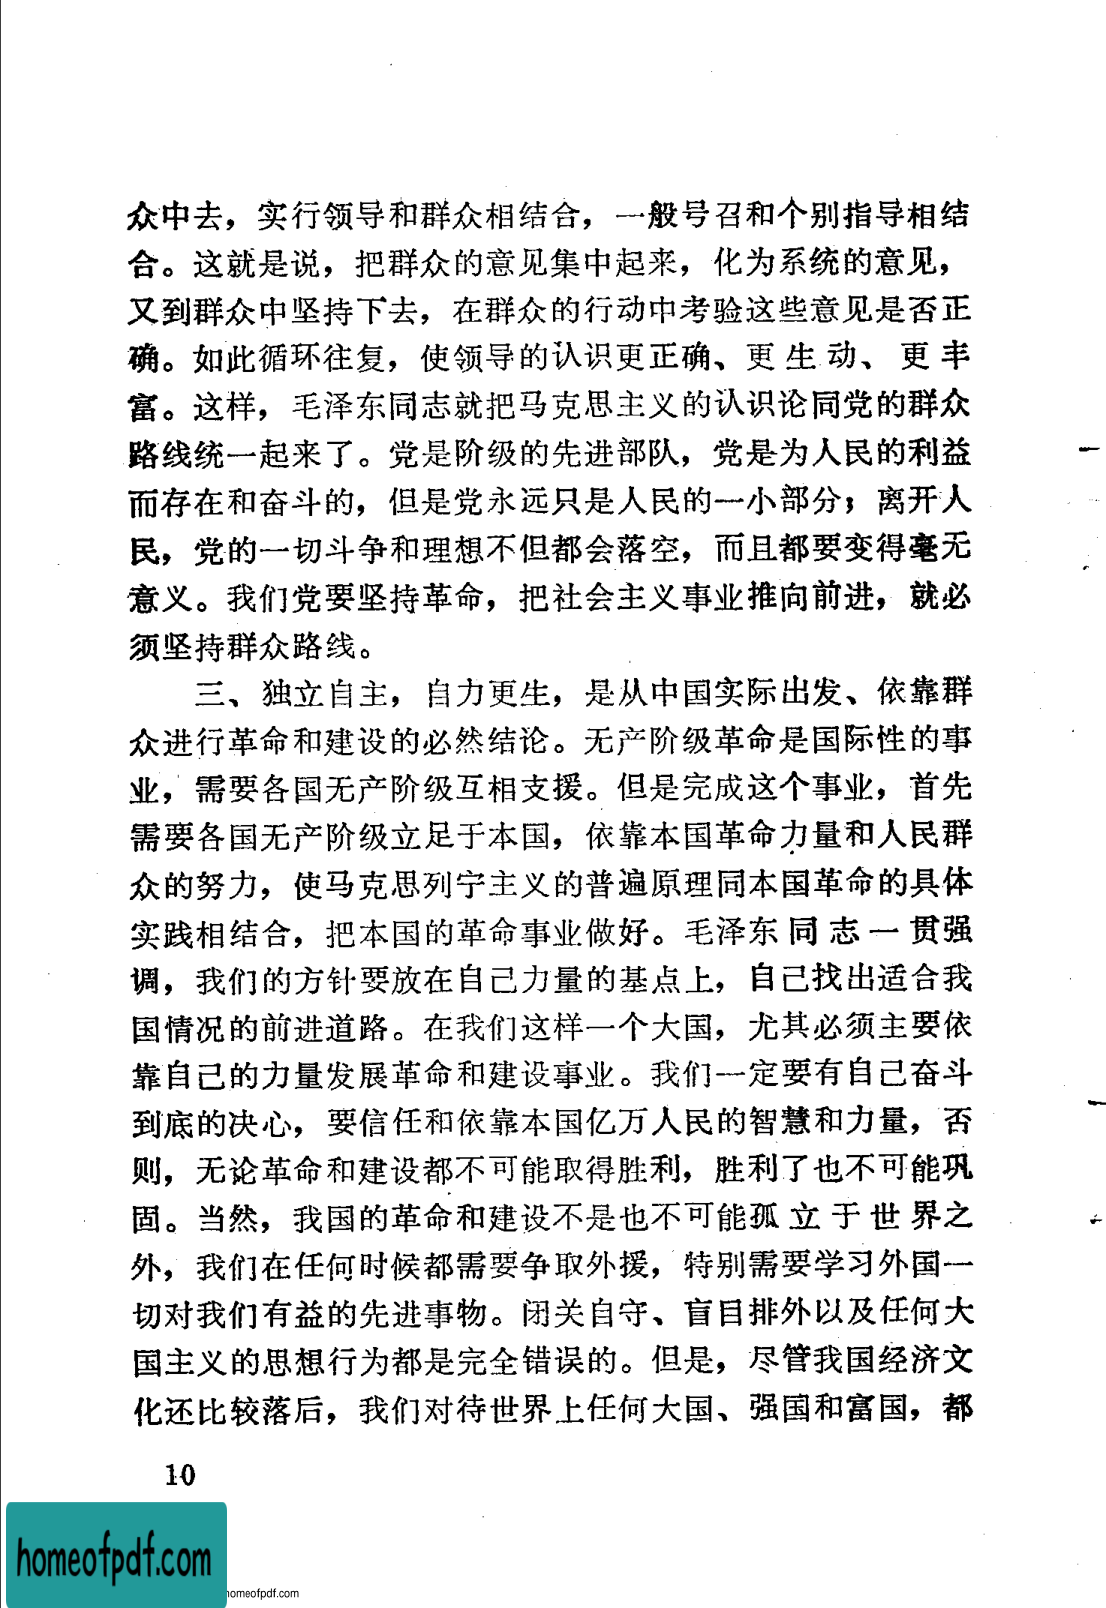 众中去，实行领导和群众相结合，一般号召和个别指导相结
合。这就是说，把群众的意见集中起来，化为系统的意见，
又到群众中坚持下去，在群众的行动中考验这些意见是否正
确。如此循环往复，使领导的认识更正确、更生动、更丰
富。这样，毛泽东同志就把马克思主义的认识论同党的群众
路线统一起来了。党是阶级的先进部队，党是为人民的利益
而存在和奋斗的，但是党永远只是人民的一小部分；离开人
民，党的一切斗争和理想不但都会落空，而且都要变得毫无
意义。我们党要坚持革命，把社会主义事业推向前进，就必
须坚持群众路线。
三、独立自主，自力更生，是从中国实际出发、依靠群
众进行革命和建设的必然结论。无产阶级革命是国际性的事
业，需要各国无产阶级互相支援。但是完成这个事业，首先
需要各国无产阶级立足于本国，依靠本国革命力量和人民群
众的努力，使马克思列宁主义的普遍原理同本国革命的具体
实践相结合，把本国的革命事业做好。毛泽东同志一贯强
调，我们的方针要放在自己力量的基点上，自己找出适合我
国情况的前进道路。在我们这样一个大国，尤其必须主要依
靠自己的力量发展革命和建设事业。我们一定要有自己奋斗
到底的决心，要信任和依靠本国亿万人民的智慧和力量，否
则，无论革命和建设都不可能取得胜利，胜利了也不可能巩
固。当然，我国的革命和建设不是也不可能孤立于世界之
外，我们在任何时候都需要争取外援，特别需要学习外国一
切对我们有益的先进事物。闭关自守、盲目排外以及任何大
国主义的思想行为都是完全错误的。但是，尽管我国经济文
化还比较落后，我们对待世界上任何大国、强国和富国，都
10
homeofpdf.com
homeofpdf.com